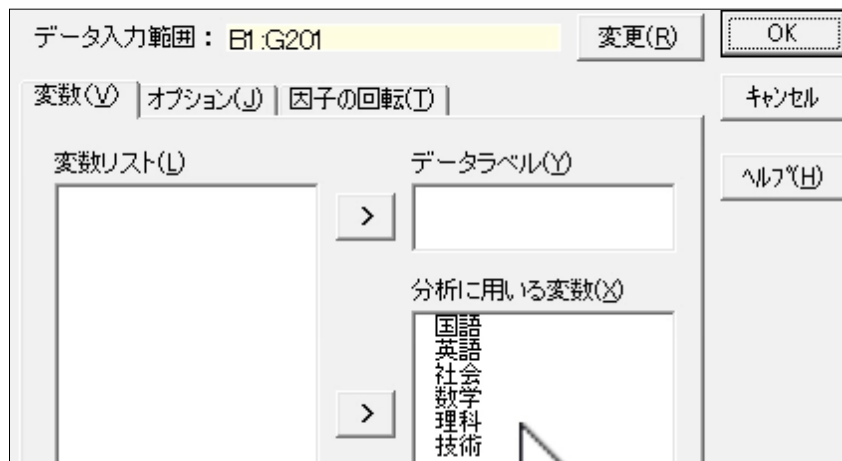 データ入力範囲： B1:G201 変更(R) OK
変数(V) オプション(J) 因子の回転(T) キャンセル
変数リスト(L) データラベル(Y) ﾍﾙﾌﾟ(H)
>
分析に用いる変数(X)
国語
英語
社会
数学
> 理科
技術